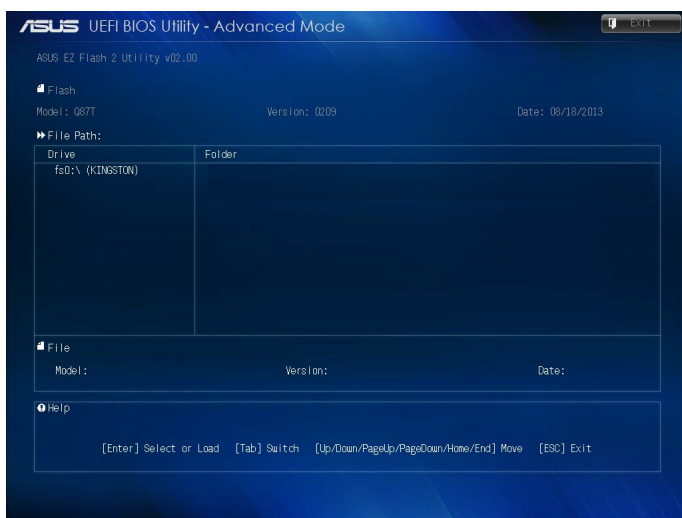 ASUS UEFI BIOS Utility - Advanced Mode
Exit
ASUS EZ Flash 2 Utility v02.00
Flash
Model: Q87T Version: 0209 Date: 08/18/2013
File Path:
Drive Folder
fs0:\ (KINGSTON)
File
Model: Version: Date:
Help
[Enter] Select or Load [Tab] Switch [Up/Down/PageUp/PageDown/Home/End] Move [ESC] Exit